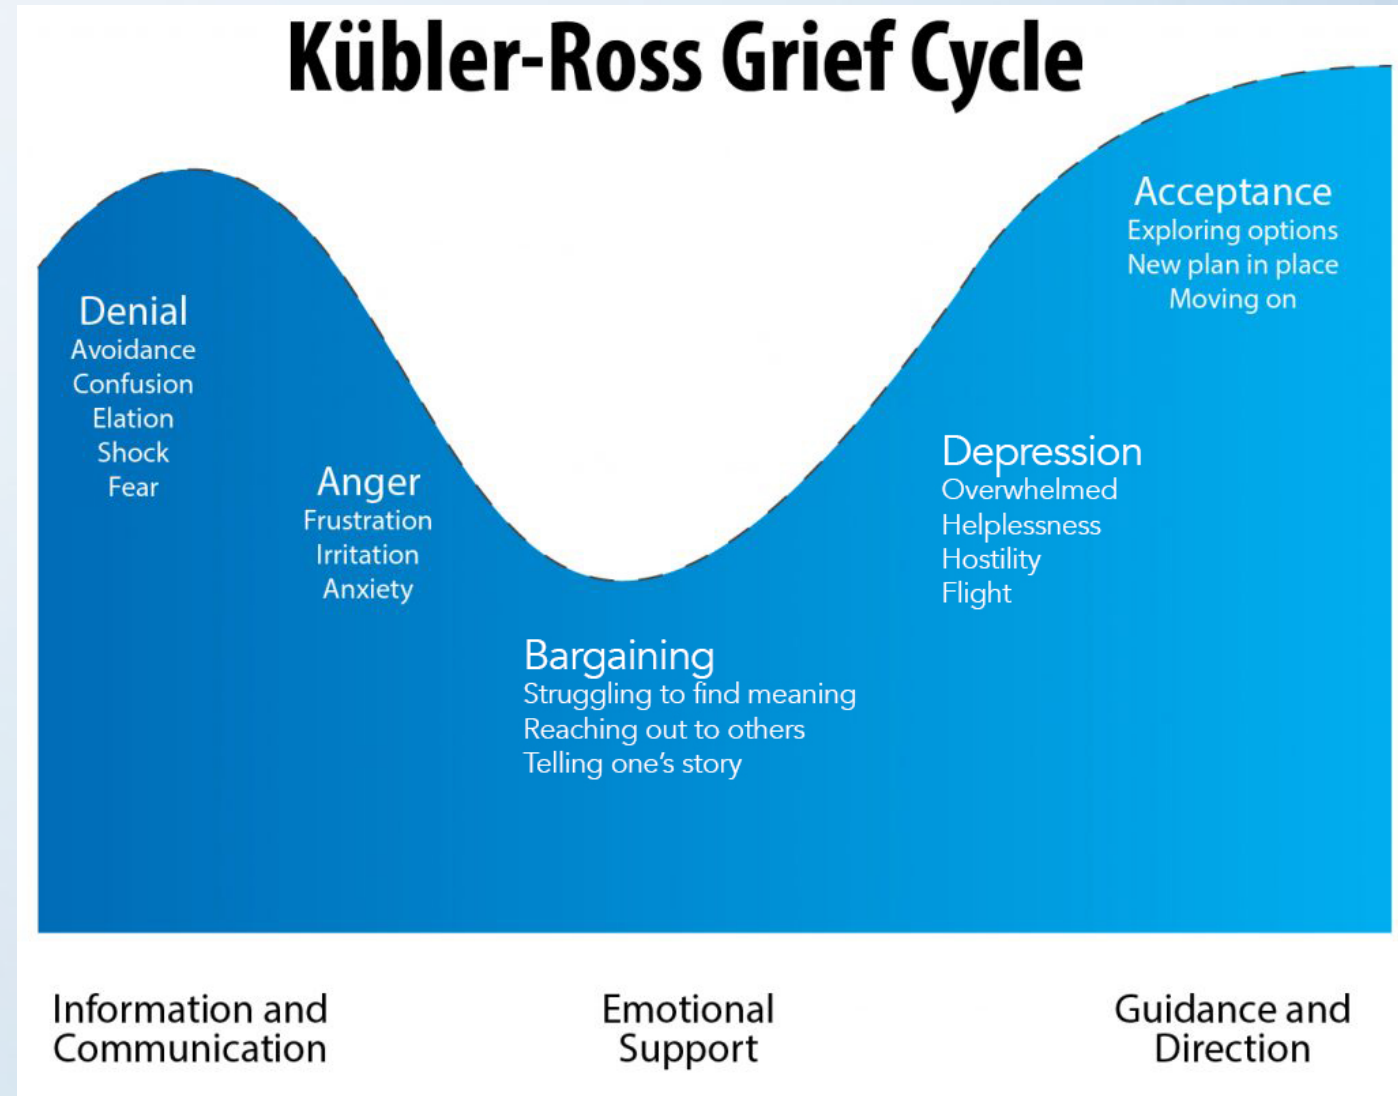 Kübler-Ross Grief Cycle
Denial
Avoidance
Confusion
Elation
Shock
Fear
Anger
Frustration
Irritation
Anxiety
Bargaining
Struggling to find meaning
Reaching out to others
Telling one’s story
Depression
Overwhelmed
Helplessness
Hostility
Flight
Acceptance
Exploring options
New plan in place
Moving on
Information and
Communication
Emotional
Support
Guidance and
Direction